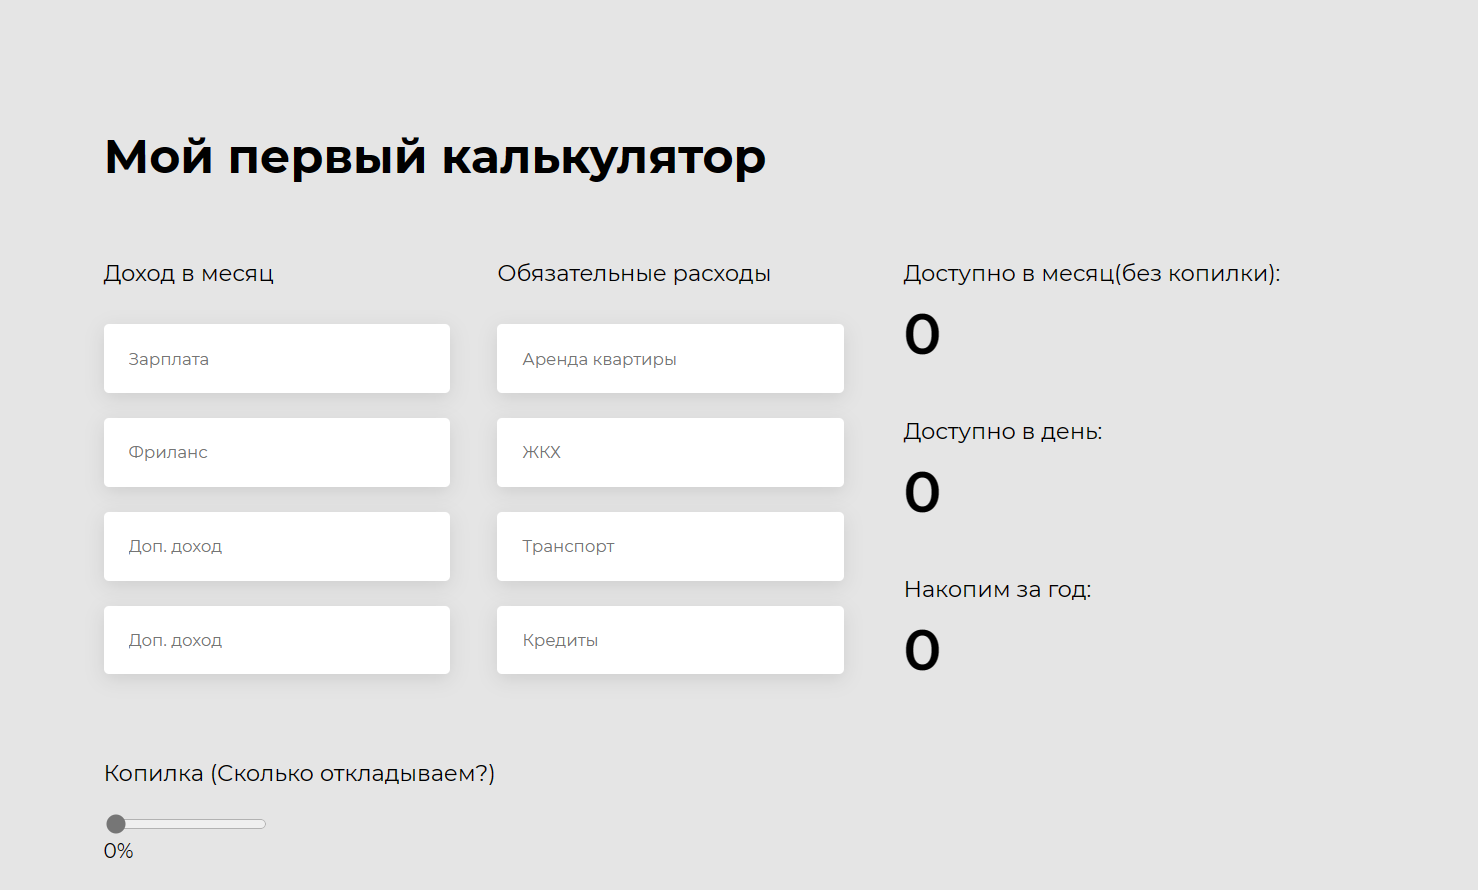 Мой первый калькулятор
Доход в месяц
Зарплата
Фриланс
Доп. доход
Доп. доход
Обязательные расходы
Аренда квартиры
ЖКХ
Транспорт
Кредиты
Доступно в месяц(без копилки):
0
Доступно в день:
0
Накопим за год:
0
Копилка (Сколько откладываем?)
0%